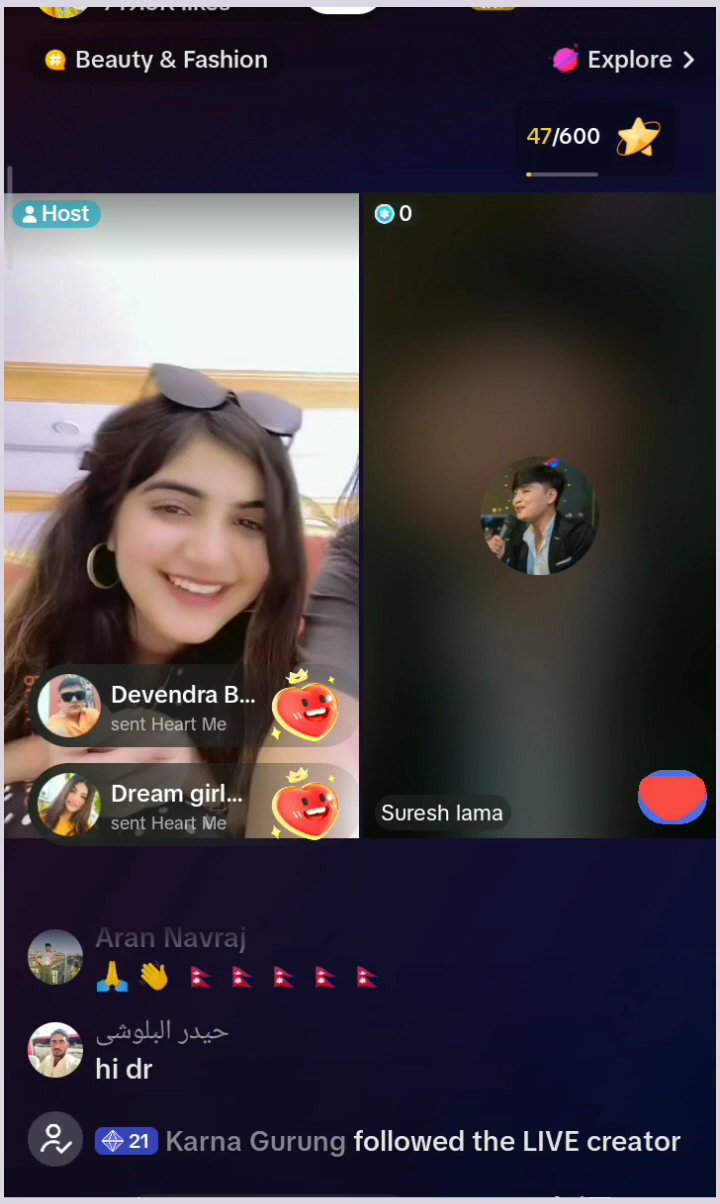 Beauty & Fashion
Explore
47/600
Host
0
Devendra B...
sent Heart Me
Dream girl...
sent Heart Me
Suresh lama
Aran Navraj
🙏 👋 🇳🇵 🇳🇵 🇳🇵 🇳🇵 🇳🇵
حيدر البلوشى
hi dr
21 Karna Gurung followed the LIVE creator